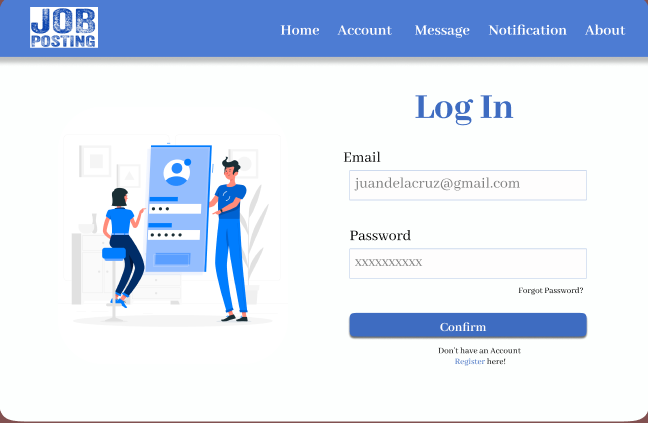 JOB
POSTING
Home Account Message Notification About
Log In
Email
juandelacruz@gmail.com
Password
xxxxxxxxxx
Forgot Password?
Confirm
Don't have an Account
Register here!